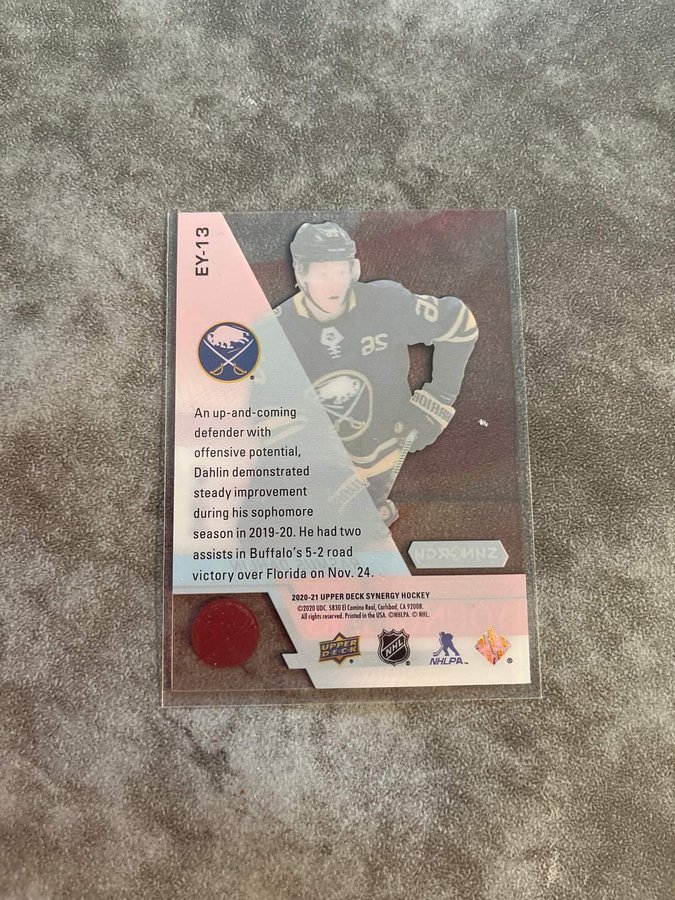 EY-13
An up-and-coming
defender with
offensive potential,
Dahlin demonstrated
steady improvement
during his sophomore
season in 2019-20. He had two
assists in Buffalo's 5-2 road
victory over Florida on Nov. 24.
2020-21 UPPER DECK SYNERGY HOCKEY
©2020 UDC. 5830 El Camino Real, Carlsbad, CA 92008.
All rights reserved. Printed in the USA. ©NHLPA. © NHL.
UPPER
D·E·C·K
NHL
NHLPA™
®